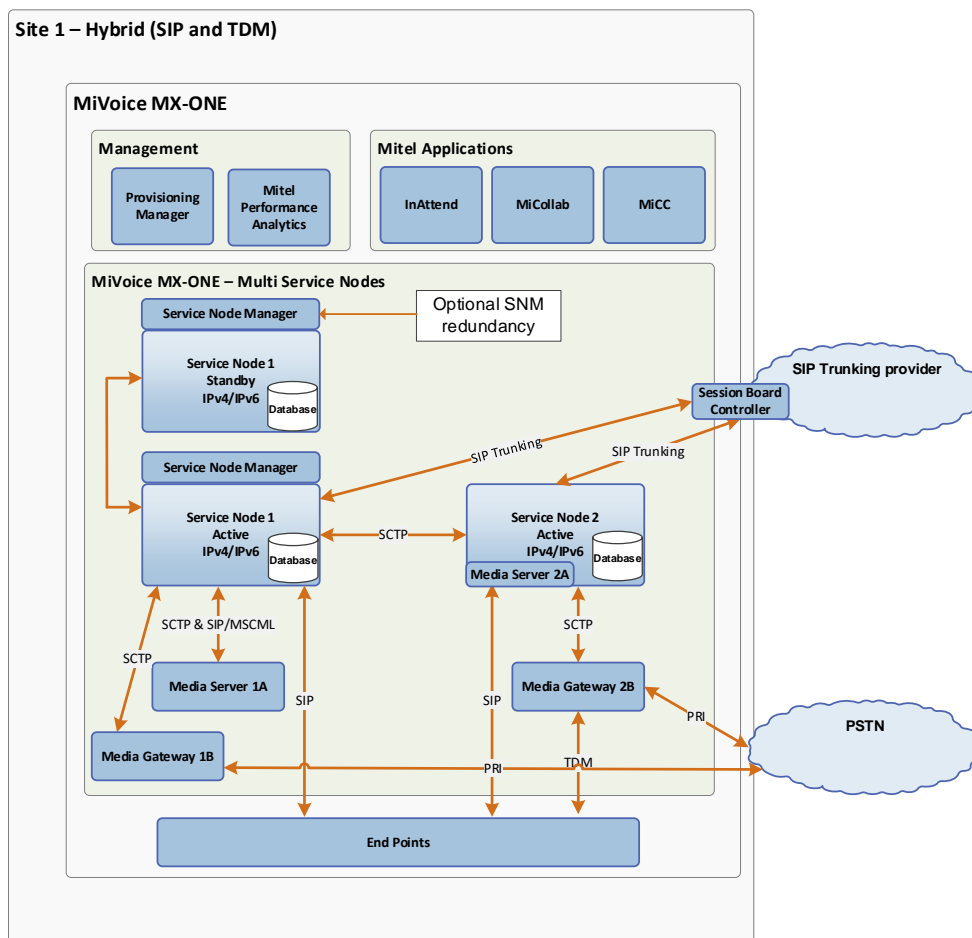 Site 1 – Hybrid (SIP and TDM)
MiVoice MX-ONE
Management
Provisioning
Manager
Mitel
Performance
Analytics
Mitel Applications
InAttend
MiCollab
MiCC
MiVoice MX-ONE – Multi Service Nodes
Service Node Manager
Optional SNM
redundancy
Service Node 1
Standby
IPv4/IPv6
Database
SIP Trunking provider
Session Board
Controller
SIP Trunking
SIP Trunking
Service Node Manager
Service Node 1
Active
IPv4/IPv6
Database
SCTP
Service Node 2
Active
IPv4/IPv6
Database
Media Server 2A
SCTP & SIP/MSCML
SCTP
SCTP
Media Server 1A
SIP
SIP
Media Gateway 2B
PRI
PSTN
Media Gateway 1B
PRI
TDM
End Points